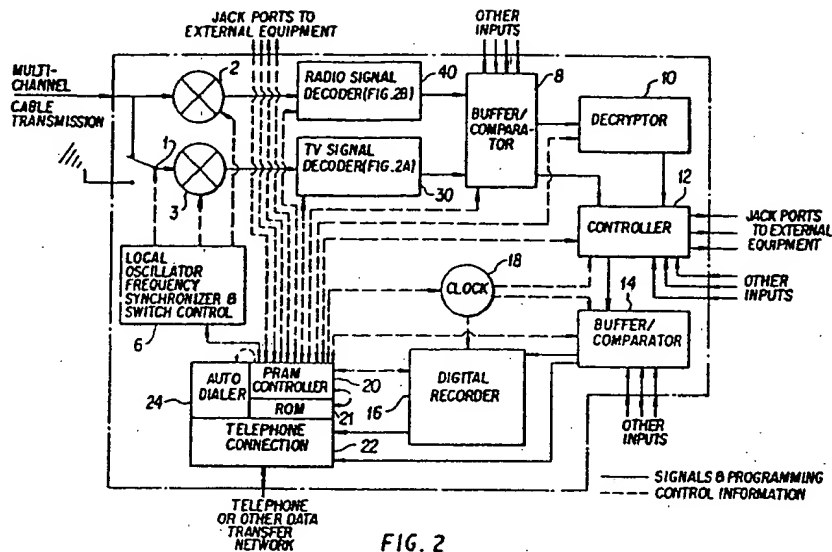 JACK PORTS TO
EXTERNAL EQUIPMENT
OTHER
INPUTS
MULTI-
CHANNEL
CABLE
TRANSMISSION
2
RADIO SIGNAL
DECODER(FIG.2B)
40
8
BUFFER/
COMPARA-
TOR
10
DECRYPTOR
1
3
TV SIGNAL
DECODER(FIG.2A)
30
12
CONTROLLER
JACK PORTS
TO EXTERNAL
EQUIPMENT
OTHER
INPUTS
LOCAL
OSCILLATOR
FREQUENCY
SYNCHRONIZER &
SWITCH CONTROL
6
18
CLOCK
14
BUFFER/
COMPARATOR
AUTO
DIALER
24
PRAM
CONTROLLER
20
ROM
21
16
DIGITAL
RECORDER
TELEPHONE
CONNECTION
22
OTHER
INPUTS
SIGNALS & PROGRAMMING
CONTROL INFORMATION
TELEPHONE
OR OTHER DATA
TRANSFER
NETWORK
FIG. 2